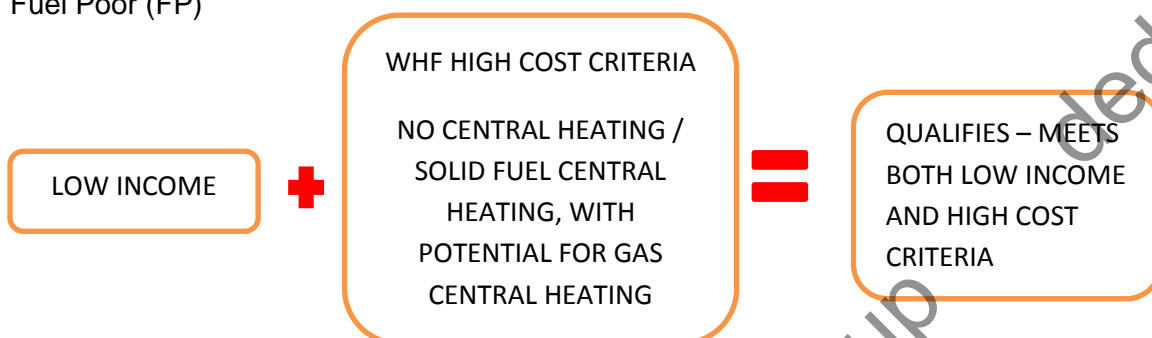 Fuel Poor (FP)
WHF HIGH COST CRITERIA
NO CENTRAL HEATING /
SOLID FUEL CENTRAL
HEATING, WITH
POTENTIAL FOR GAS
CENTRAL HEATING
LOW INCOME
QUALIFIES – MEETS
BOTH LOW INCOME
AND HIGH COST
CRITERIA